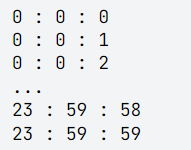 0 : 0 : 0
0 : 0 : 1
0 : 0 : 2
...
23 : 59 : 58
23 : 59 : 59